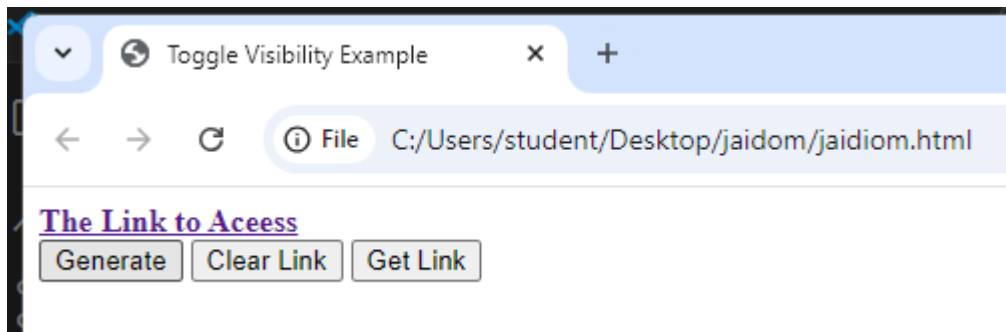 Toggle Visibility Example
File C:/Users/student/Desktop/jaidom/jaidiom.html
The Link to Aceess
Generate Clear Link Get Link